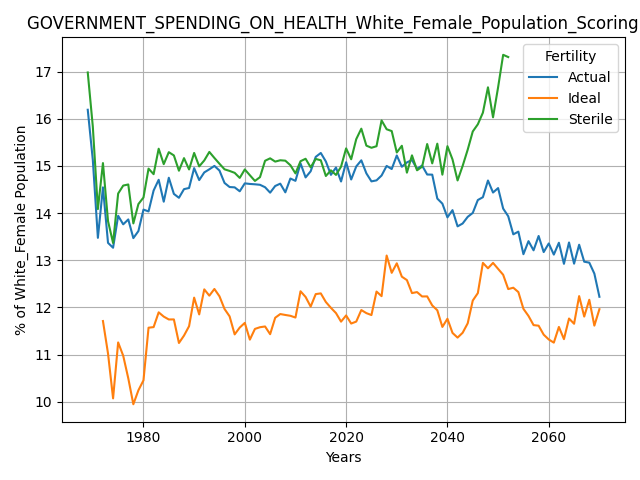 GOVERNMENT_SPENDING_ON_HEALTH_White_Female_Population_Scoring
% of White_Female Population
17
16
15
14
13
12
11
10
Fertility
Actual
Ideal
Sterile
1980
2000
2020
2040
2060
Years